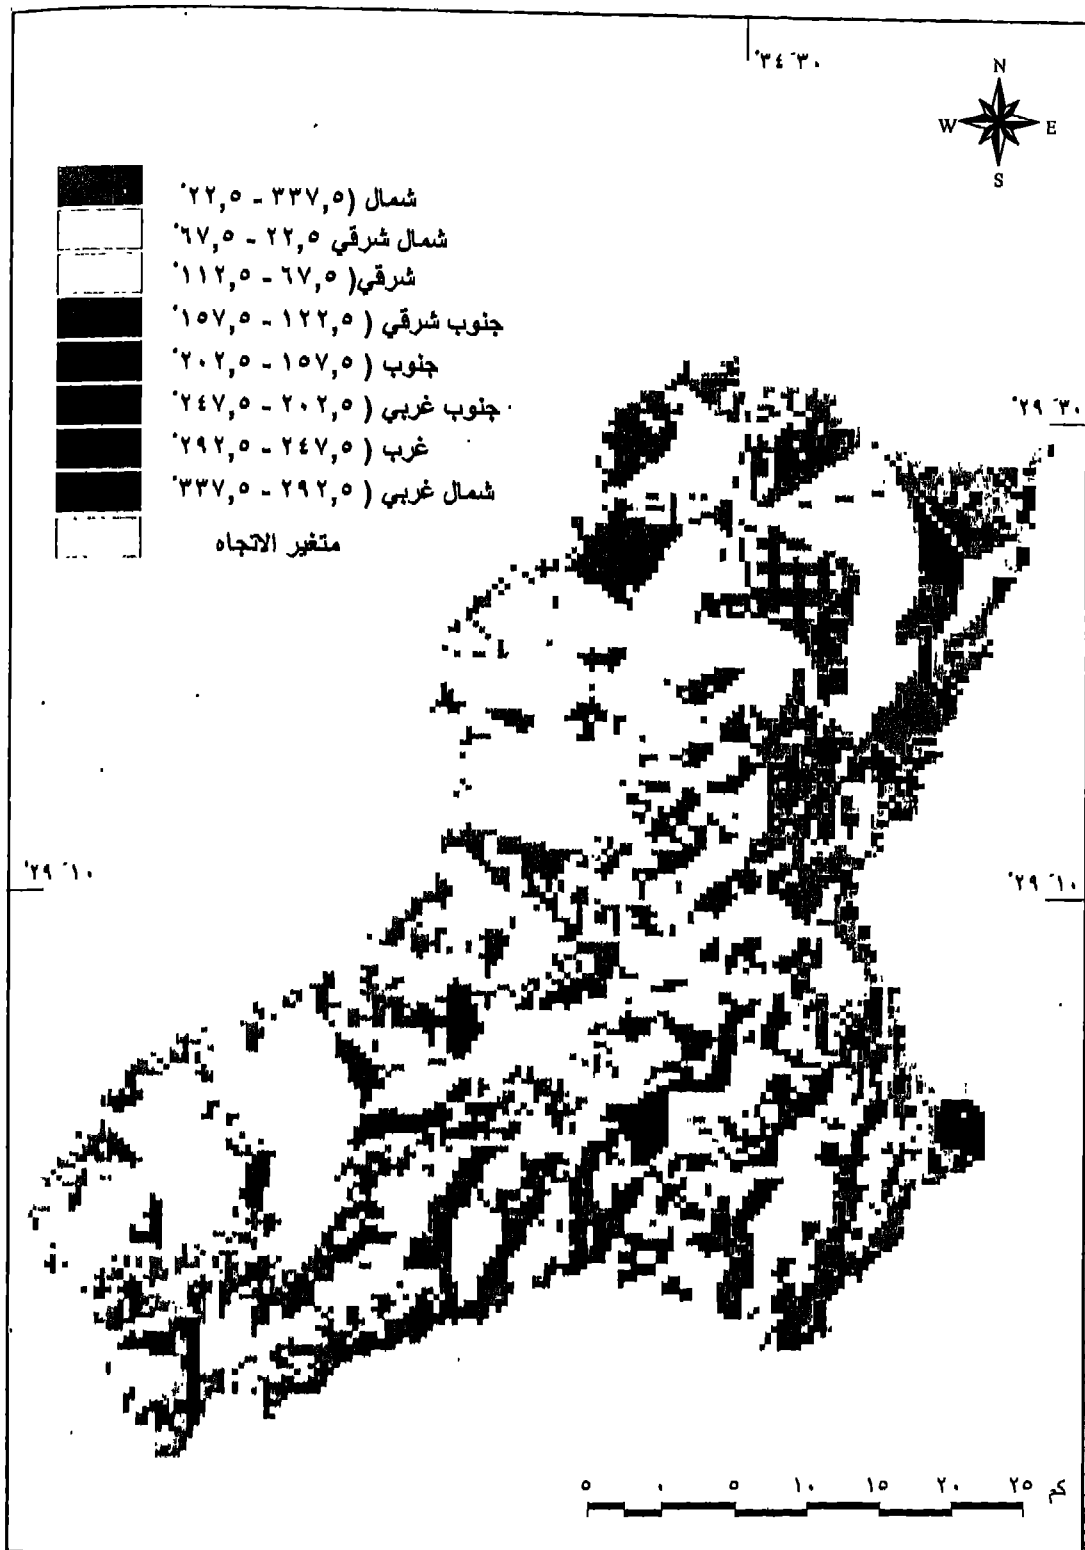 ٣٤° ٣٠َ
N
W E
S
شمال (٣٣٧,٥ - ٢٢,٥°
شمال شرقي ٢٢,٥ - ٦٧,٥°
شرقي( ٦٧,٥ - ١١٢,٥°
جنوب شرقي ( ١٢٢,٥ - ١٥٧,٥°
جنوب ( ١٥٧,٥ - ٢٠٢,٥°
جنوب غربي ( ٢٠٢,٥ - ٢٤٧,٥°
غرب ( ٢٤٧,٥ - ٢٩٢,٥°
شمال غربي ( ٢٩٢,٥ - ٣٣٧,٥°
متغير الاتجاه
٢٩° ٣٠َ
٢٩° ١٠َ
٢٩° ١٠َ
٥ ٠ ٥ ١٠ ١٥ ٢٠ ٢٥ كم